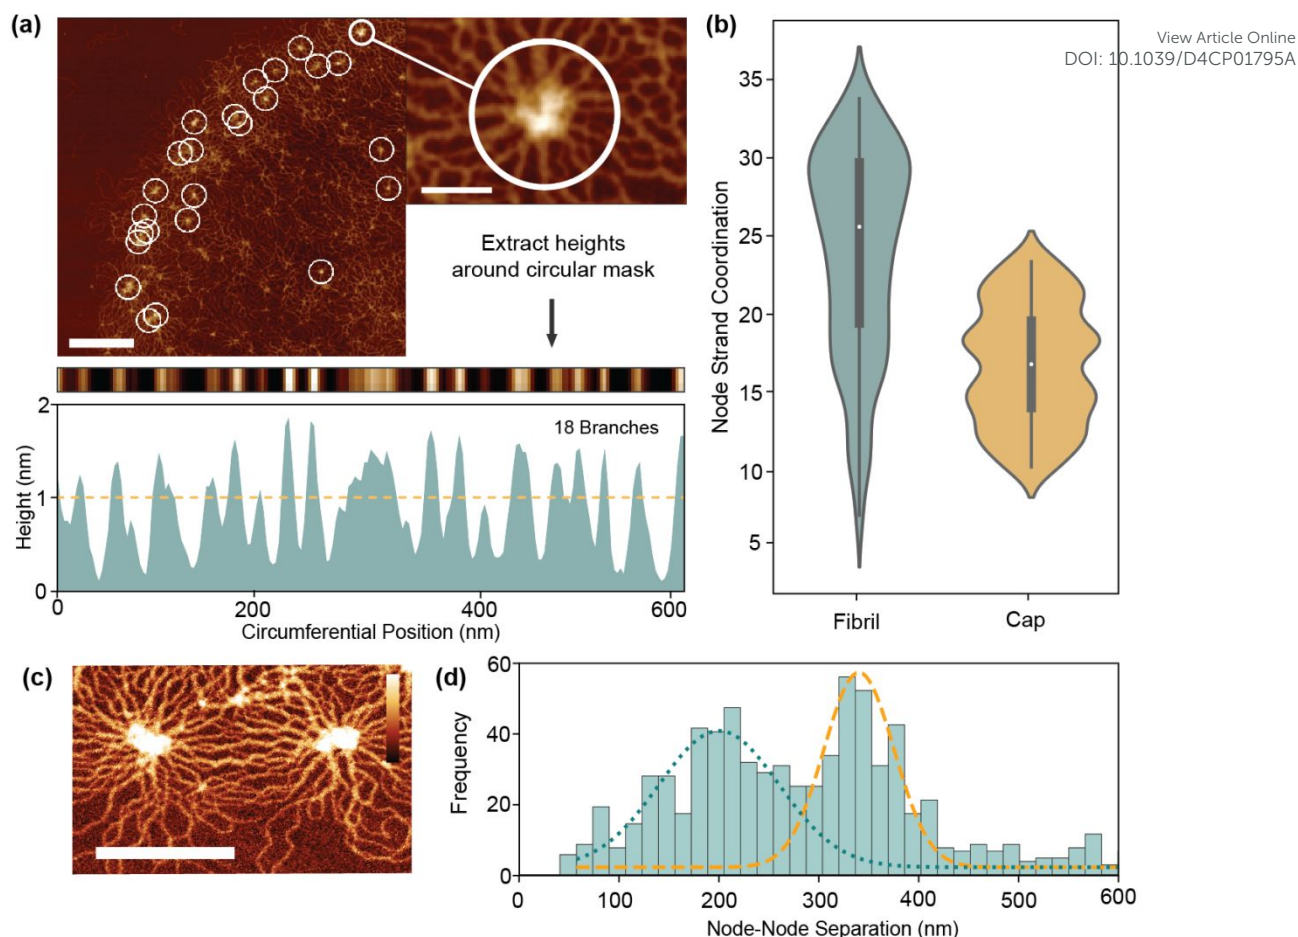 (a)
(b)
View Article Online
DOI: 10.1039/D4CP01795A
Extract heights
around circular mask
18 Branches
Height (nm)
2
1
0
0
200
400
600
Circumferential Position (nm)
Node Strand Coordination
35
30
25
20
15
10
5
Fibril
Cap
(c)
(d)
Frequency
60
40
20
0
0
100
200
300
400
500
600
Node-Node Separation (nm)